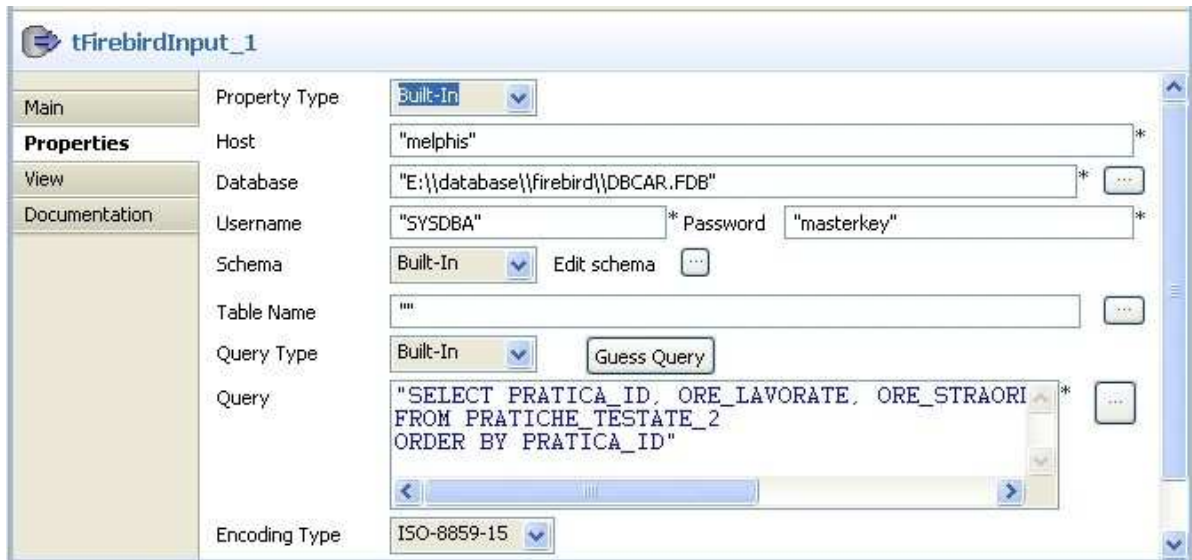 tFirebirdInput_1
Main
Properties
View
Documentation
Property Type Built-In
Host "melphis" *
Database "E:\\database\\firebird\\DBCAR.FDB" * ...
Username "SYSDBA" * Password "masterkey" *
Schema Built-In Edit schema ...
Table Name "" ...
Query Type Built-In Guess Query
Query "SELECT PRATICA_ID, ORE_LAVORATE, ORE_STRAORI * ...
FROM PRATICHE_TESTATE_2
ORDER BY PRATICA_ID"
Encoding Type ISO-8859-15